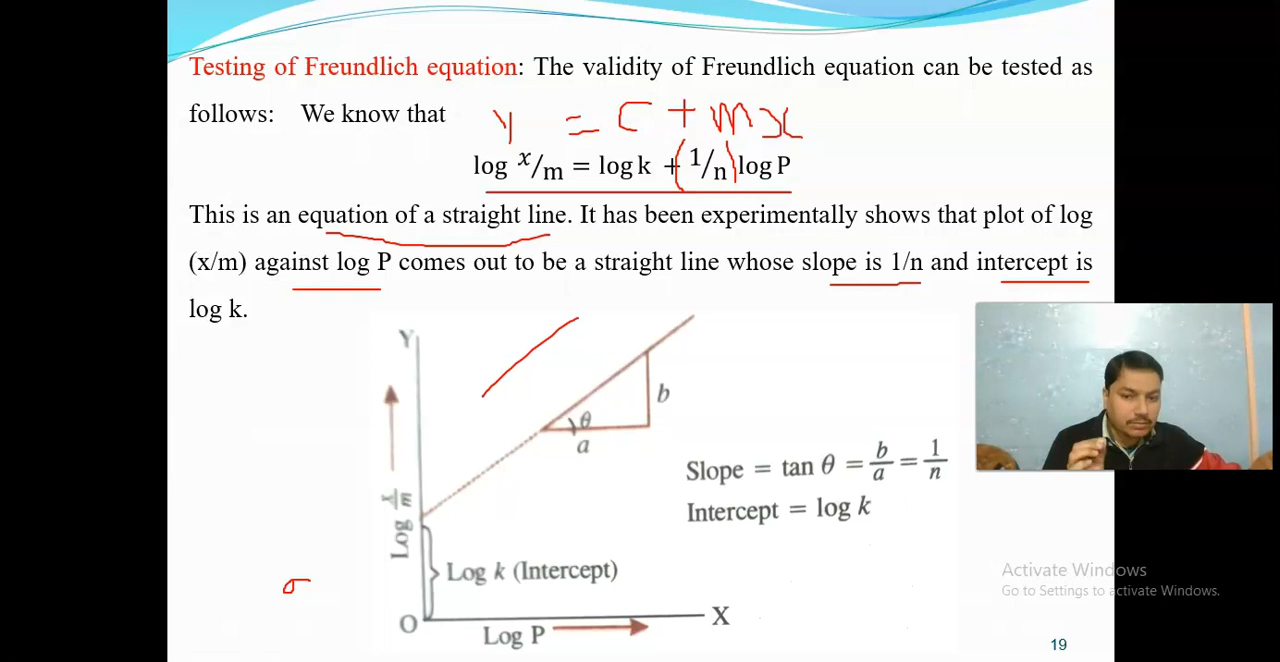 Testing of Freundlich equation: The validity of Freundlich equation can be tested as
follows: We know that
y = c + mx
log x/m = log k + (1/n) log P
This is an equation of a straight line. It has been experimentally shows that plot of log
(x/m) against log P comes out to be a straight line whose slope is 1/n and intercept is
log k.
Y
b
θ
a
Slope = tan θ = b/a = 1/n
Intercept = log k
Log x/m
Log k (Intercept)
σ
O
X
Log P
Activate Windows
Go to Settings to activate Windows.
19